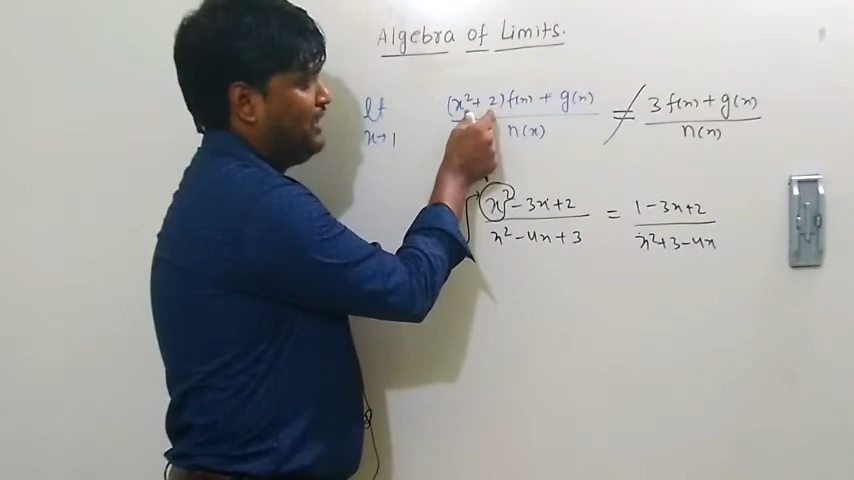 Algebra of Limits.
lt x→1 (x²+2)f(n) + g(n) / n(x) ≠ 3f(n)+g(n) / n(n)
x²-3x+2 / x²-4x+3 = 1-3x+2 / x²+3-4x